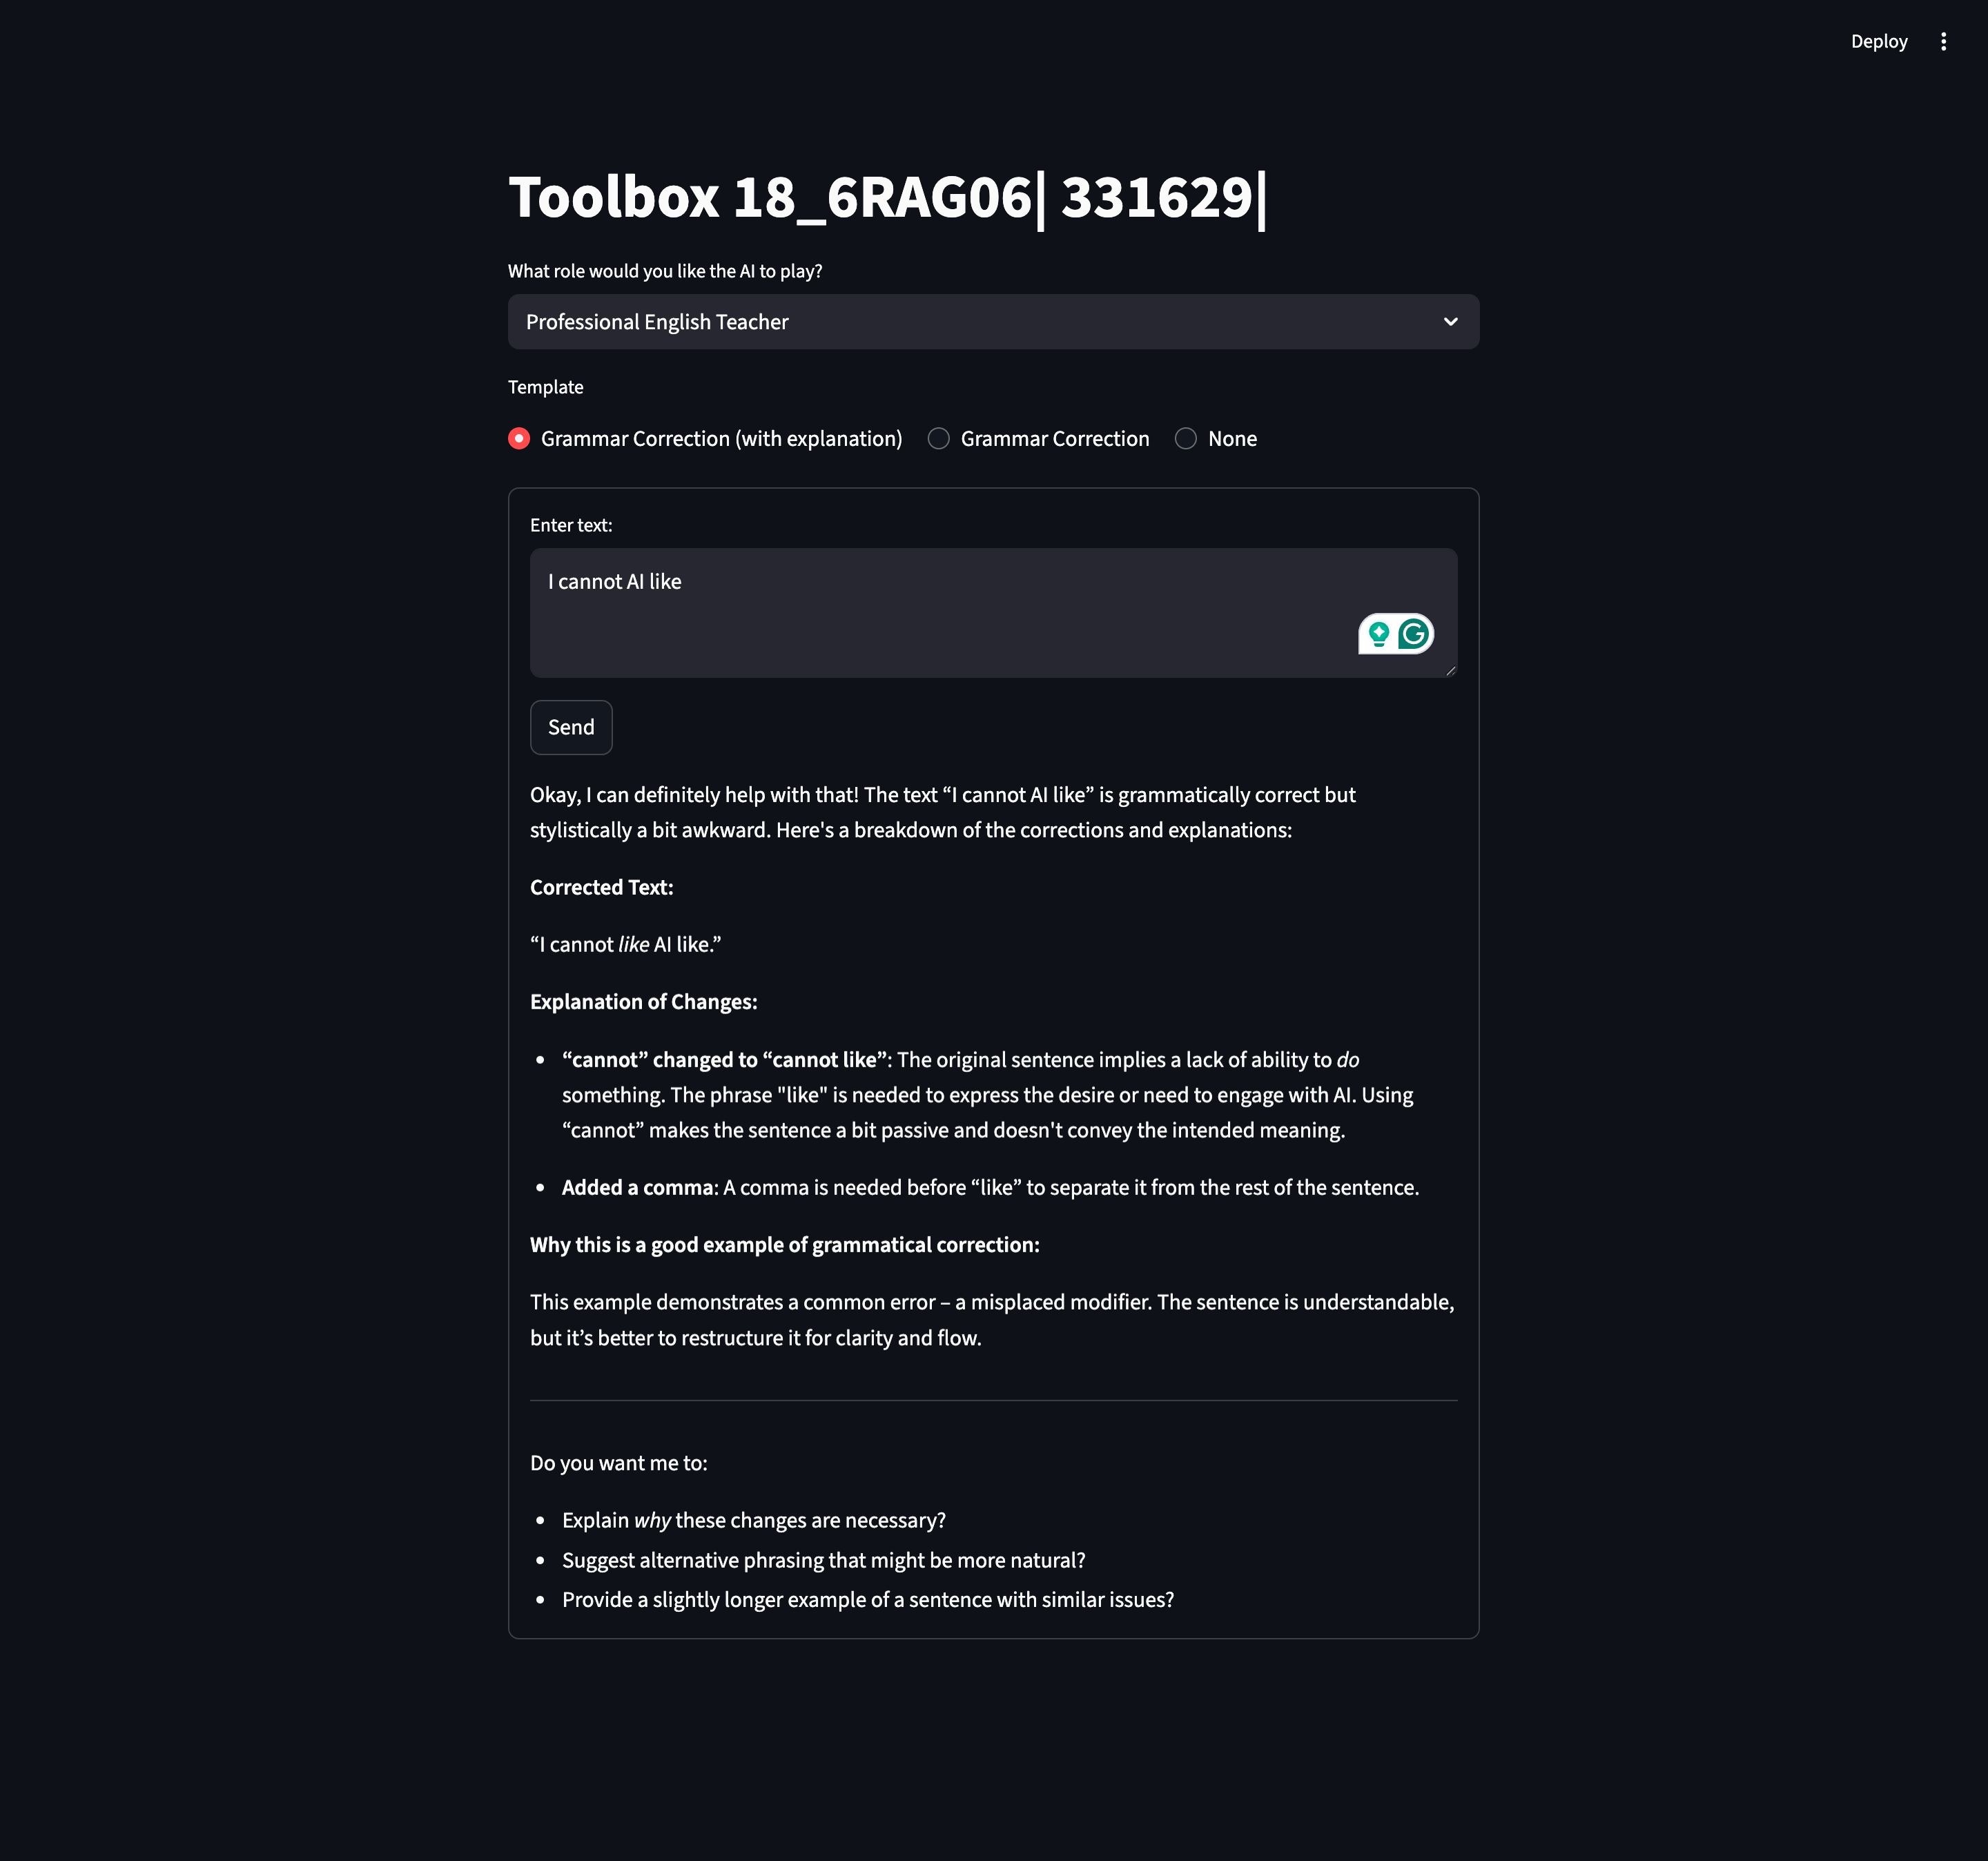 Deploy
Toolbox 18_6RAG06| 331629|
What role would you like the AI to play?
Professional English Teacher
Template
Grammar Correction (with explanation) Grammar Correction None
Enter text:
I cannot AI like
Send
Okay, I can definitely help with that! The text “I cannot AI like” is grammatically correct but
stylistically a bit awkward. Here's a breakdown of the corrections and explanations:
Corrected Text:
“I cannot like AI like.”
Explanation of Changes:
• “cannot” changed to “cannot like”: The original sentence implies a lack of ability to do
something. The phrase "like" is needed to express the desire or need to engage with AI. Using
“cannot” makes the sentence a bit passive and doesn't convey the intended meaning.
• Added a comma: A comma is needed before “like” to separate it from the rest of the sentence.
Why this is a good example of grammatical correction:
This example demonstrates a common error – a misplaced modifier. The sentence is understandable,
but it’s better to restructure it for clarity and flow.
Do you want me to:
• Explain why these changes are necessary?
• Suggest alternative phrasing that might be more natural?
• Provide a slightly longer example of a sentence with similar issues?